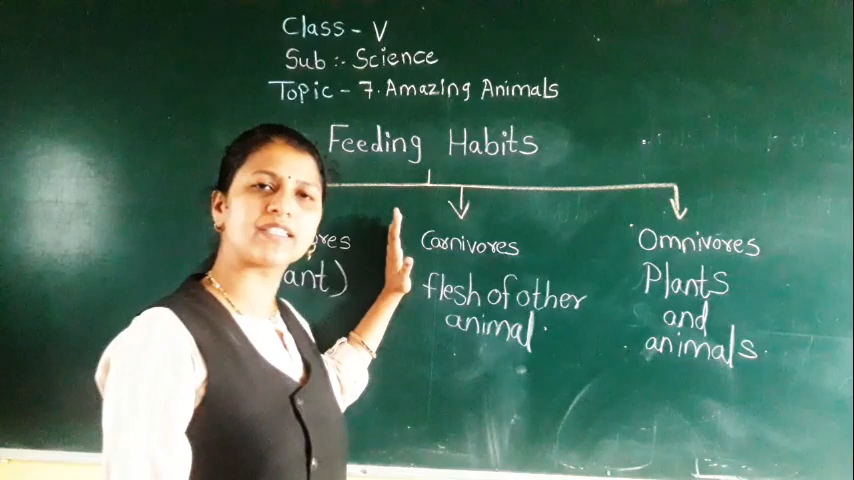 Class - V
Sub :- Science
Topic - 7. Amazing Animals
Feeding Habits
Carnivores
Omnivores
flesh of other
animal.
Plants
and
animals.